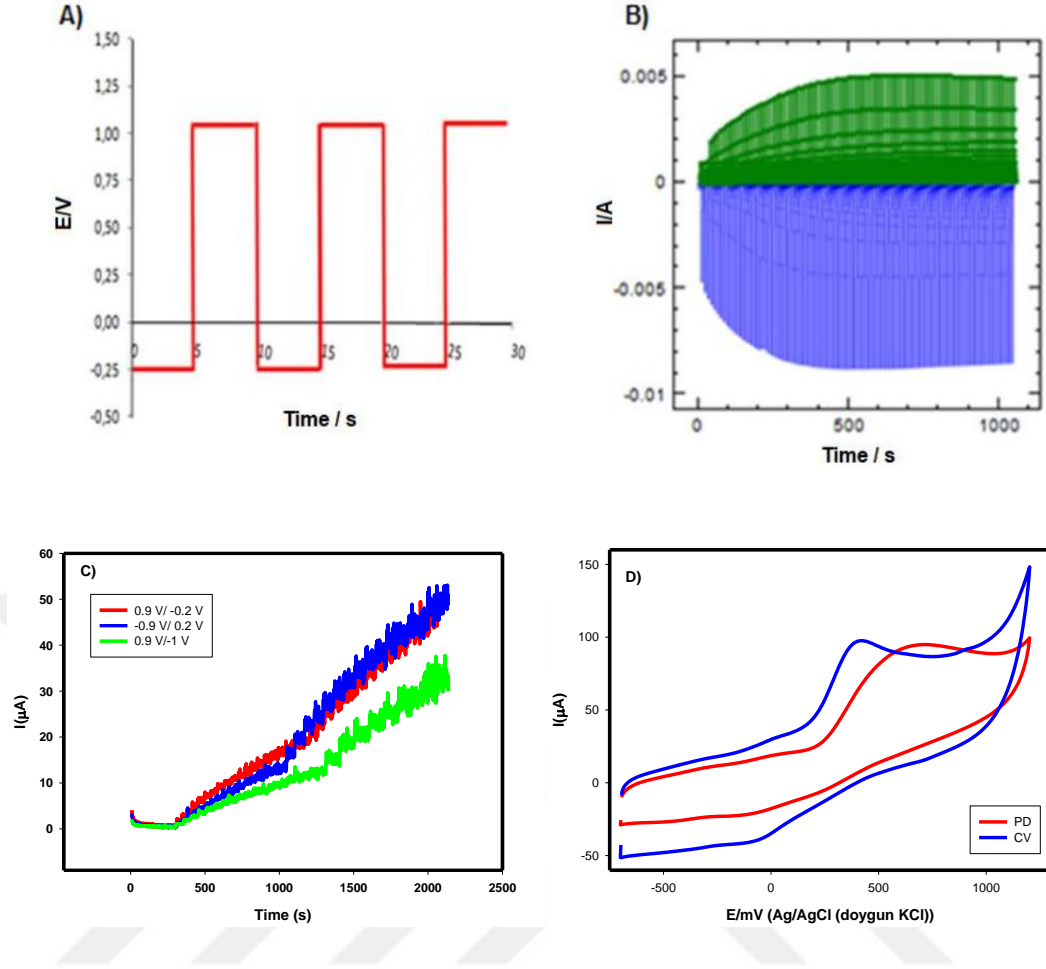 A)
1,50
1,25
1,00
0,75
0,50
0,25
0,00
-0,25
-0,50
E/V
0
5
10
15
20
25
30
Time / s
B)
0.005
0
-0.005
-0.01
I/A
0
500
1000
Time / s
C)
60
50
40
30
20
10
0
I(µA)
0.9 V/ -0.2 V
-0.9 V/ 0.2 V
0.9 V/-1 V
0
500
1000
1500
2000
2500
Time (s)
D)
150
100
50
0
-50
I(µA)
PD
CV
-500
0
500
1000
E/mV (Ag/AgCl (doygun KCl))